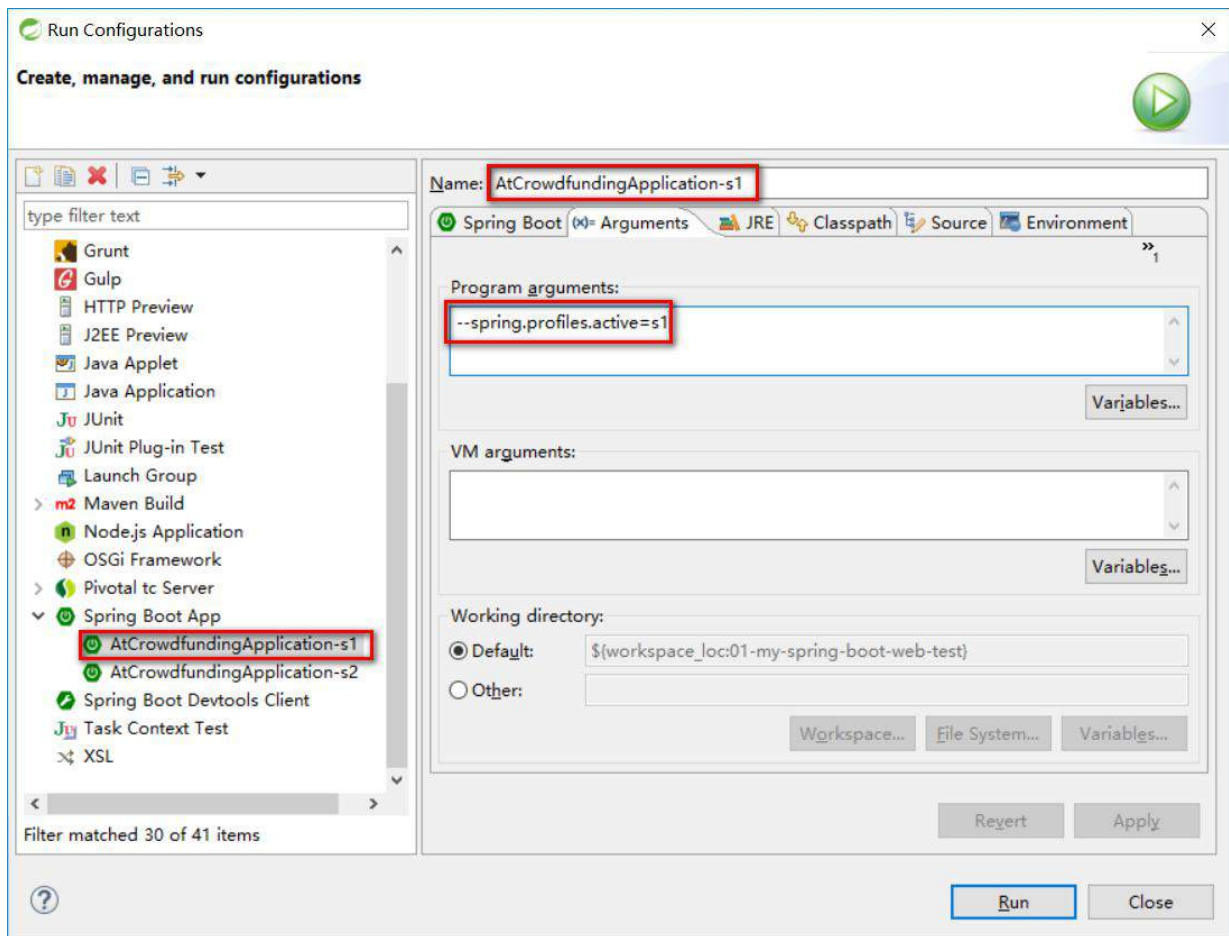 Run Configurations
Create, manage, and run configurations
type filter text
Grunt
Gulp
HTTP Preview
J2EE Preview
Java Applet
Java Application
JUnit
JUnit Plug-in Test
Launch Group
m2 Maven Build
Node.js Application
OSGi Framework
Pivotal tc Server
Spring Boot App
AtCrowdfundingApplication-s1
AtCrowdfundingApplication-s2
Spring Boot Devtools Client
Task Context Test
XSL
Filter matched 30 of 41 items
Name: AtCrowdfundingApplication-s1
Spring Boot (x)= Arguments JRE Classpath Source Environment
»1
Program arguments:
--spring.profiles.active=s1
Variables...
VM arguments:
Variables...
Working directory:
Default: ${workspace_loc:01-my-spring-boot-web-test}
Other:
Workspace... File System... Variables...
Revert Apply
Run Close